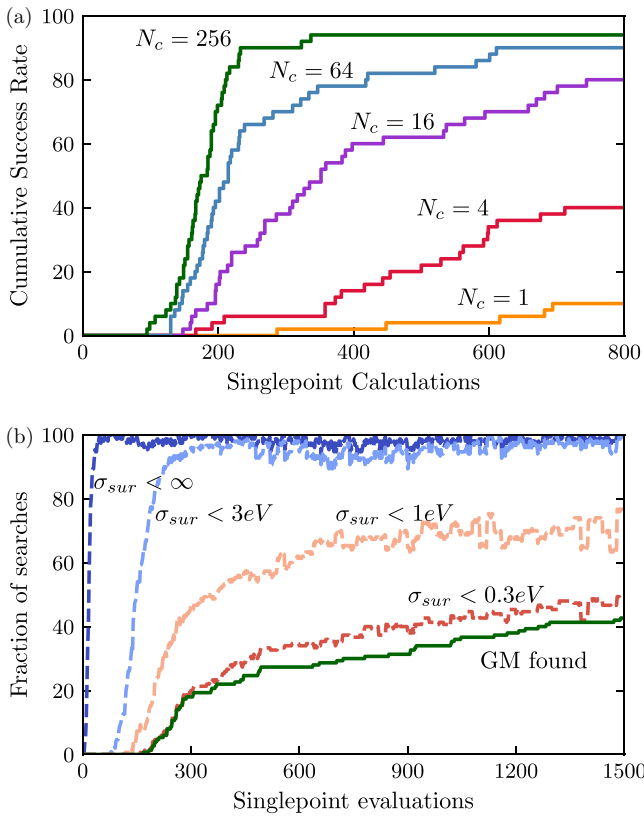 (a)
100
80
60
40
20
0
Cumulative Success Rate
N_c = 256
N_c = 64
N_c = 16
N_c = 4
N_c = 1
0 200 400 600 800
Singlepoint Calculations
(b)
100
80
60
40
20
0
Fraction of searches
σ_sur < ∞
σ_sur < 3eV
σ_sur < 1eV
σ_sur < 0.3eV
GM found
0 300 600 900 1200 1500
Singlepoint evaluations